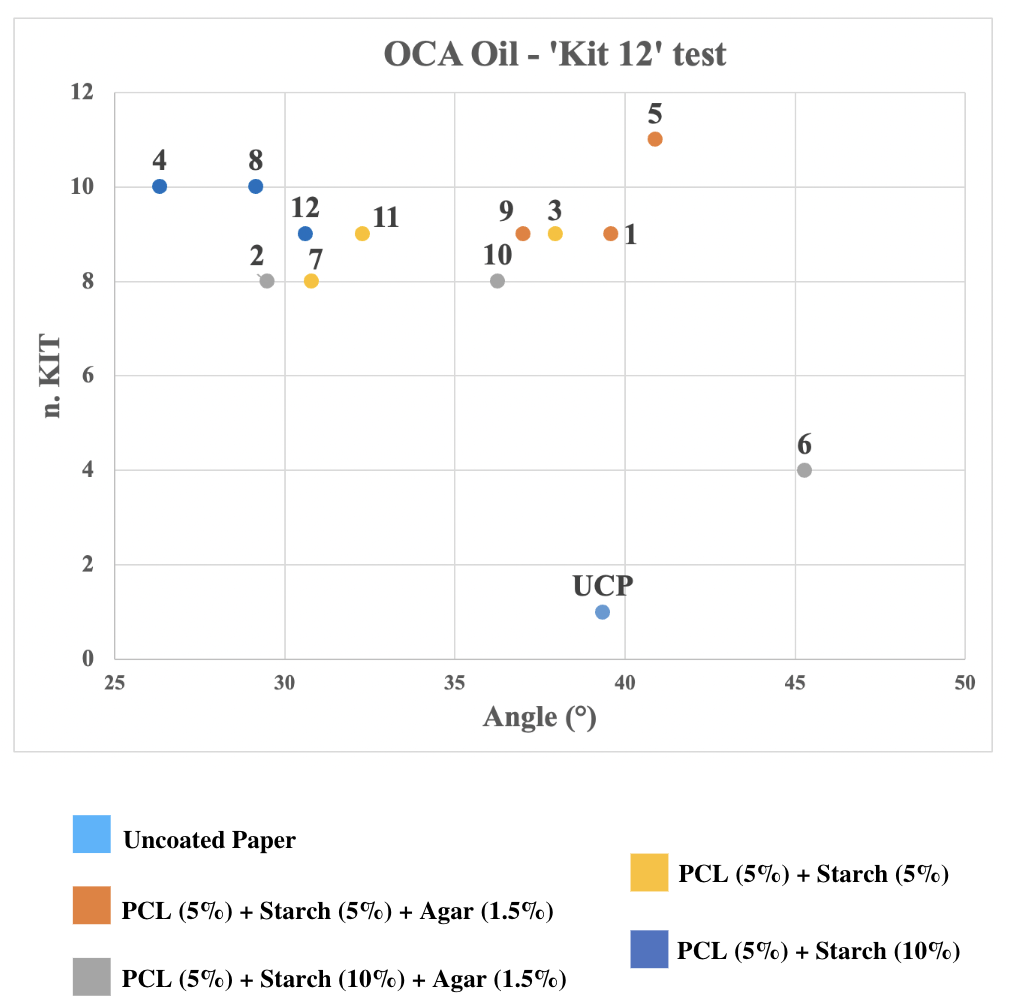 OCA Oil - 'Kit 12' test
12
5
4
8
10
12
11
9
3
1
2
7
10
8
n. KIT
6
6
4
2
UCP
0
25
30
35
40
45
50
Angle (°)
Uncoated Paper
PCL (5%) + Starch (5%)
PCL (5%) + Starch (5%) + Agar (1.5%)
PCL (5%) + Starch (10%)
PCL (5%) + Starch (10%) + Agar (1.5%)